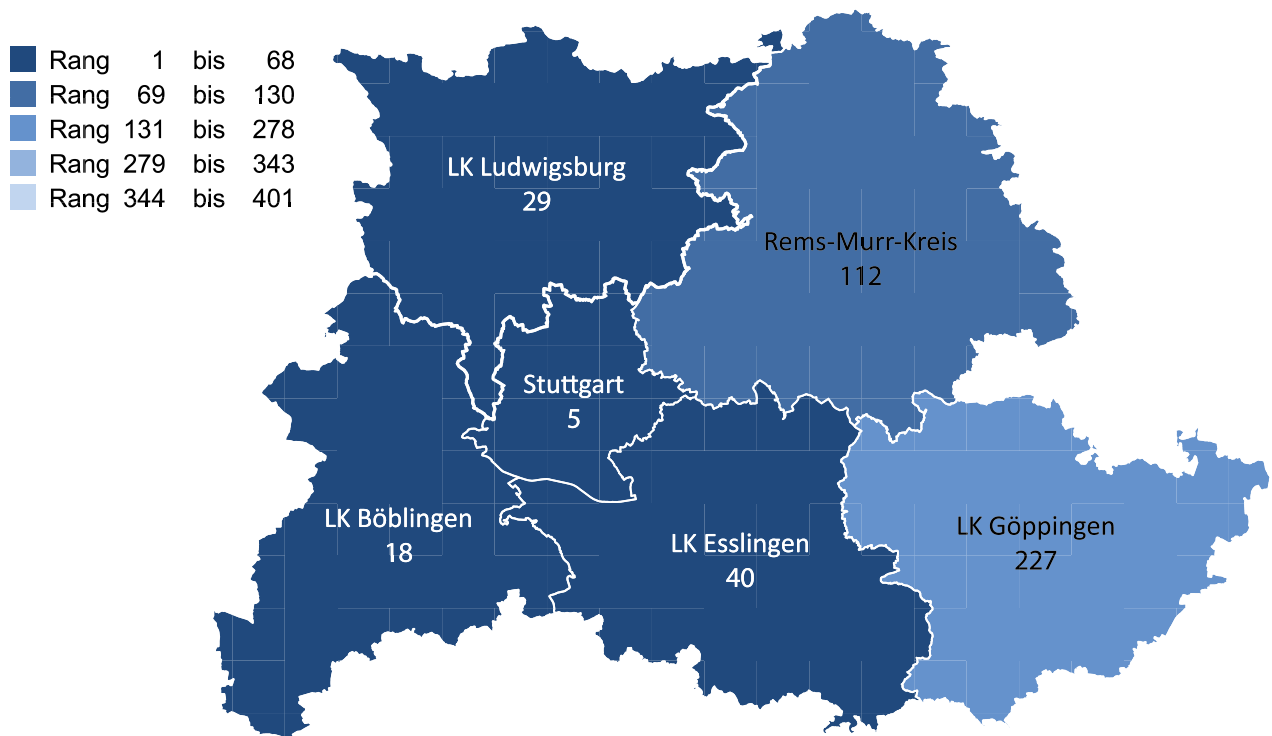 Rang 1 bis 68
Rang 69 bis 130
Rang 131 bis 278
Rang 279 bis 343
Rang 344 bis 401
LK Ludwigsburg
29
Rems-Murr-Kreis
112
Stuttgart
5
LK Böblingen
18
LK Esslingen
40
LK Göppingen
227